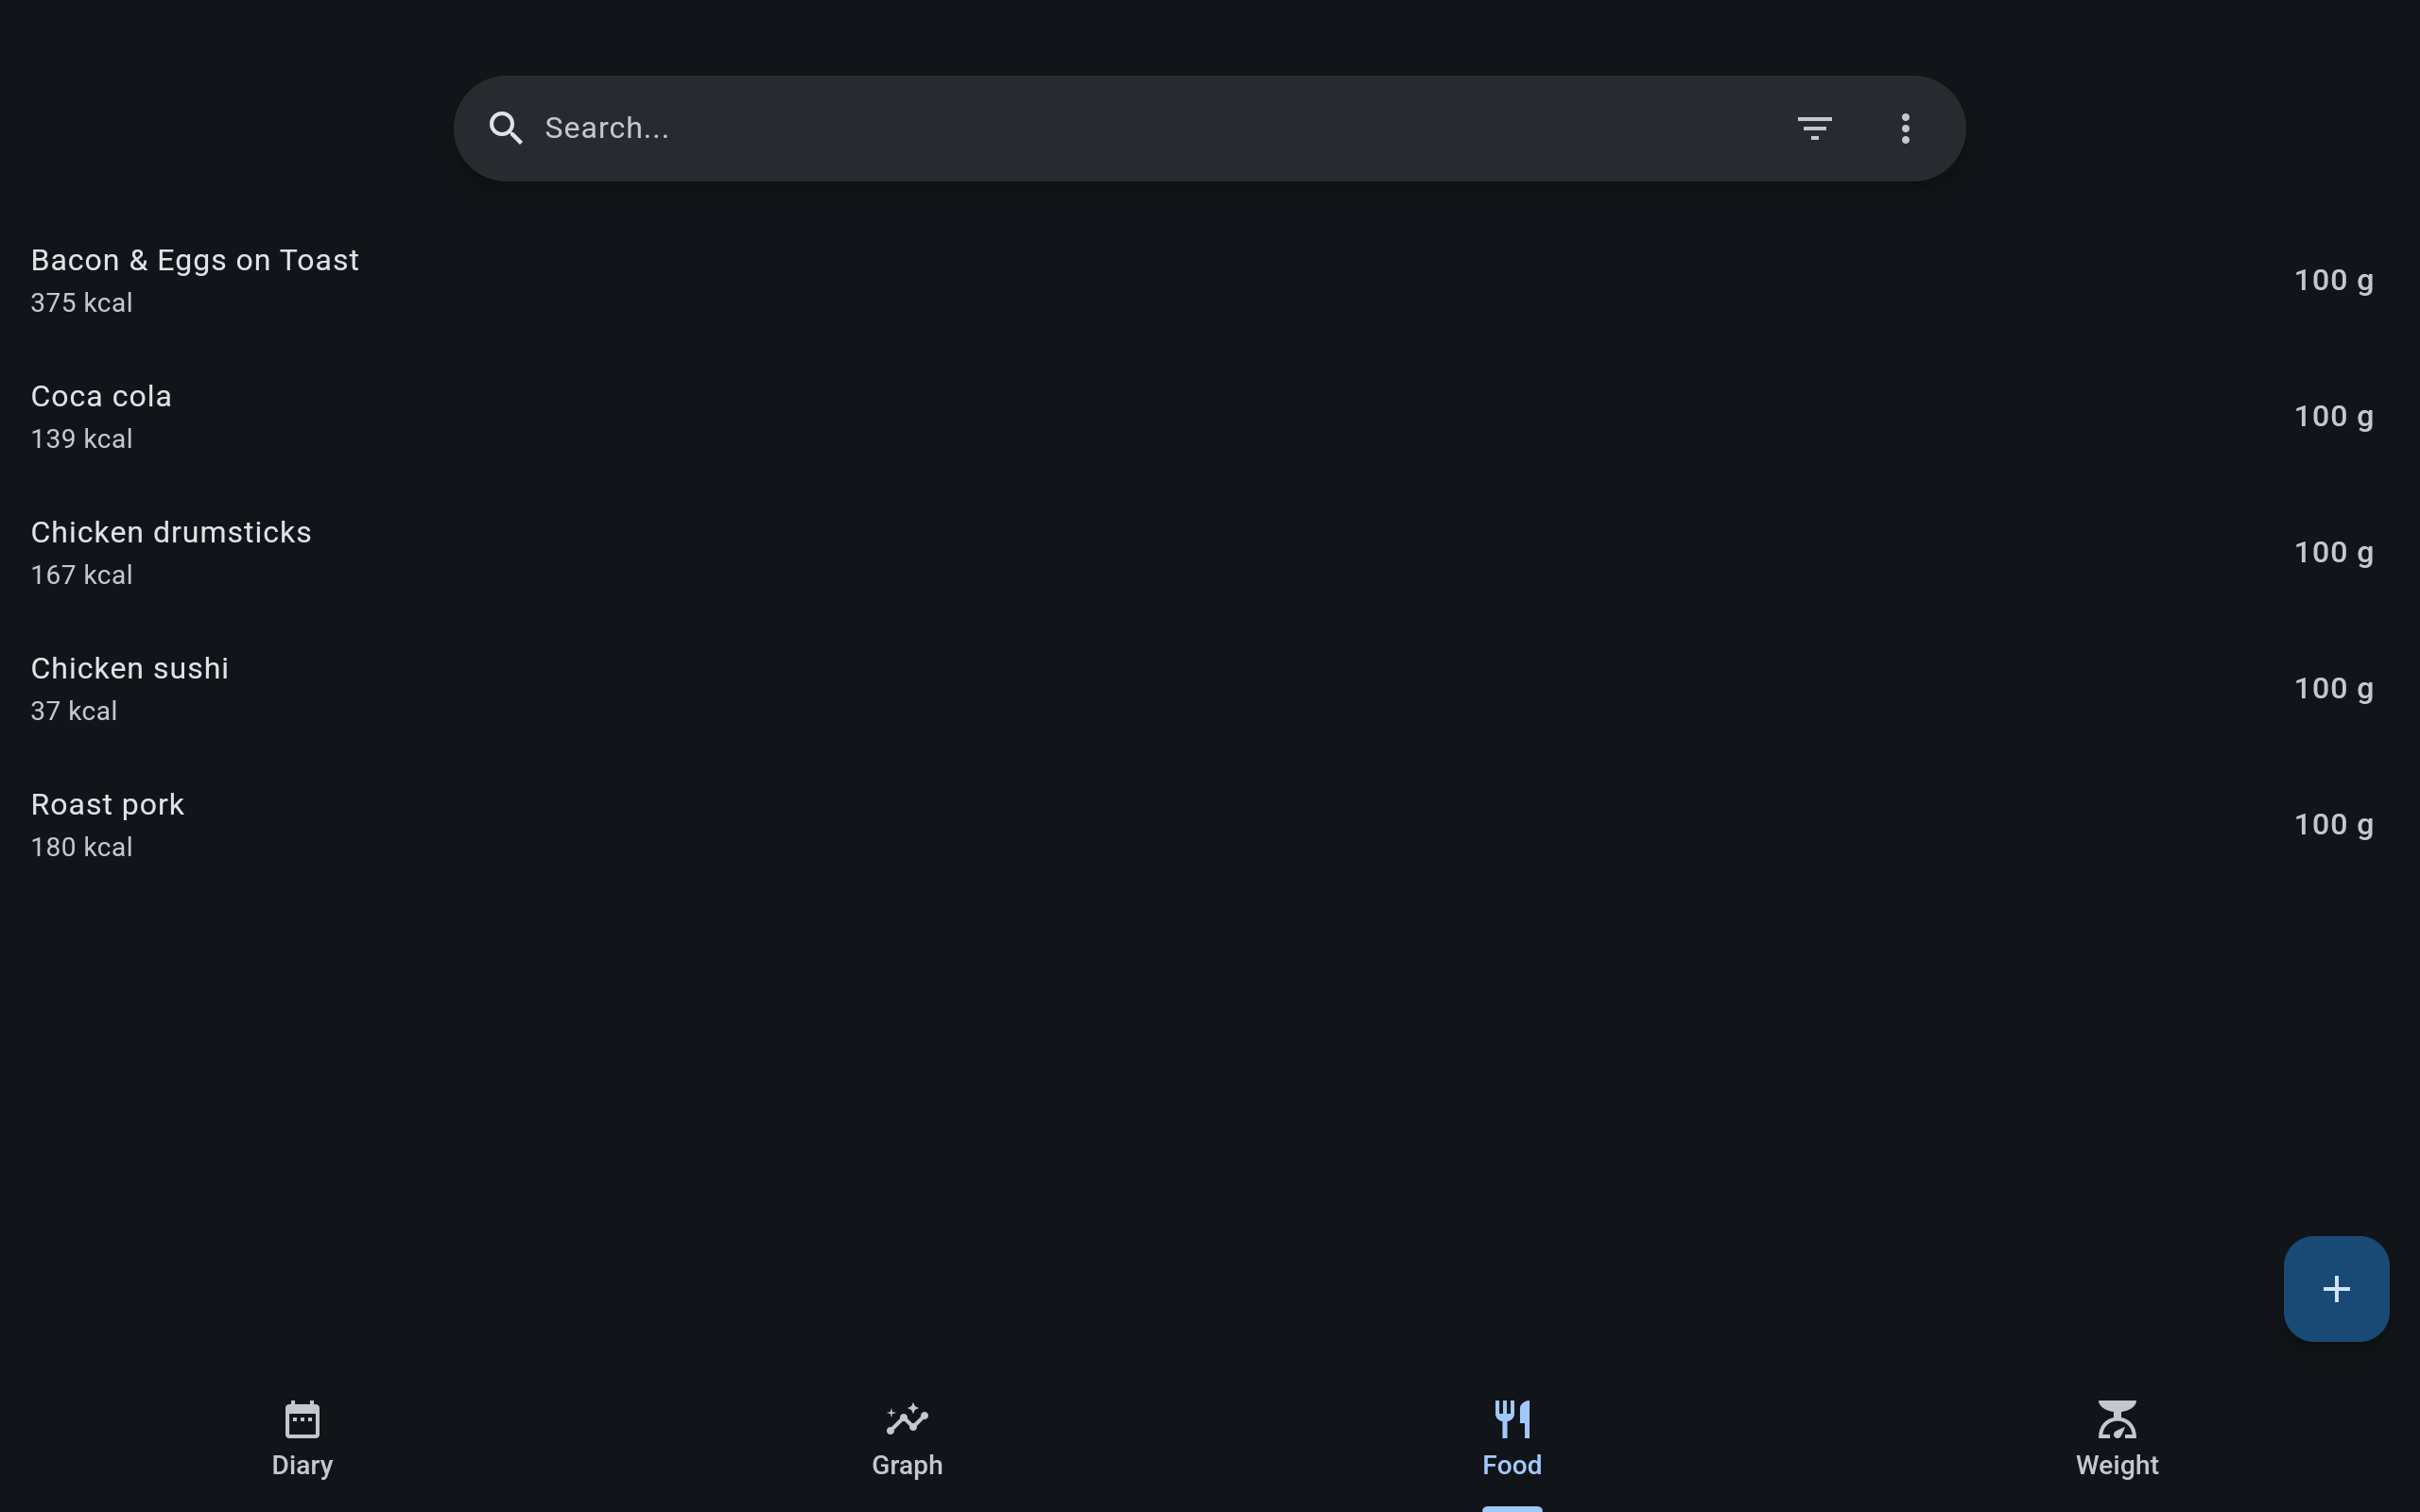 Search...
Bacon & Eggs on Toast
375 kcal
100 g
Coca cola
139 kcal
100 g
Chicken drumsticks
167 kcal
100 g
Chicken sushi
37 kcal
100 g
Roast pork
180 kcal
100 g
Diary
Graph
Food
Weight